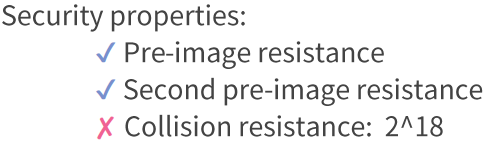 Security properties:
✓ Pre-image resistance
✓ Second pre-image resistance
✗ Collision resistance: 2^18